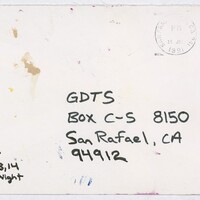 GDTS
BOX C-S 8150
San Rafael, CA
94912